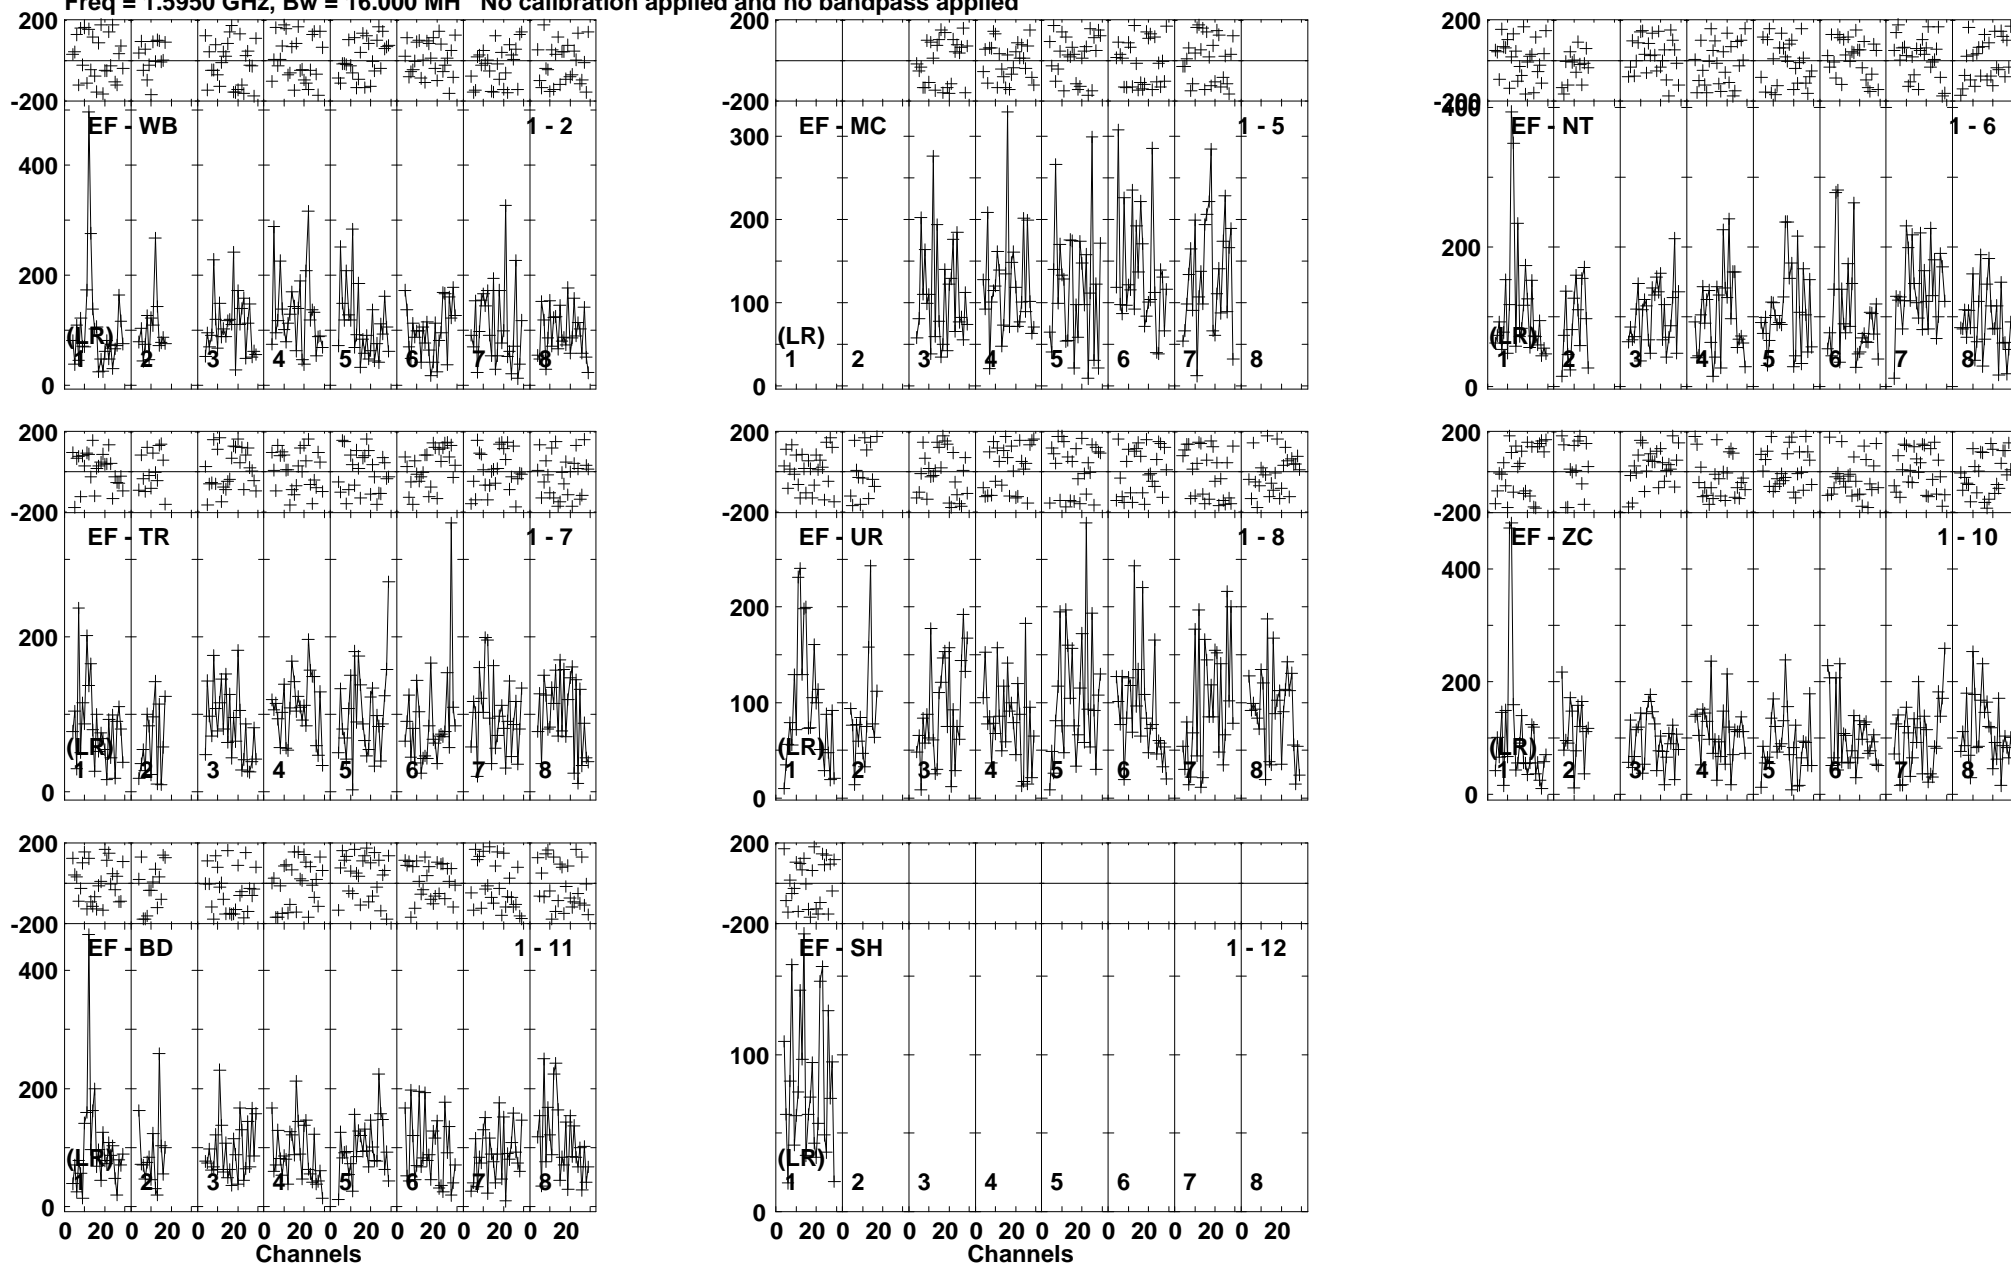 Freq = 1.5950 GHz, Bw = 16.000 MH No calibration applied and no bandpass applied
200
-200
EF - WB 1 - 2
400
200
0
(LR)
1 2 3 4 5 6 7 8
200
-200
EF - MC 1 - 5
300
200
100
0
(LR)
1 2 3 4 5 6 7 8
200
-200
400
EF - NT 1 - 6
200
0
(LR)
1 2 3 4 5 6 7 8
200
-200
EF - TR 1 - 7
200
0
(LR)
1 2 3 4 5 6 7 8
200
-200
EF - UR 1 - 8
200
100
0
(LR)
1 2 3 4 5 6 7 8
200
-200
EF - ZC 1 - 10
400
200
0
(LR)
1 2 3 4 5 6 7 8
200
-200
EF - BD 1 - 11
400
200
0
(LR)
1 2 3 4 5 6 7 8
0 20 0 20 0 20 0 20 0 20 0 20 0 20 0 20
Channels
200
-200
EF - SH 1 - 12
100
0
(LR)
1 2 3 4 5 6 7 8
0 20 0 20 0 20 0 20 0 20 0 20 0 20 0 20
Channels